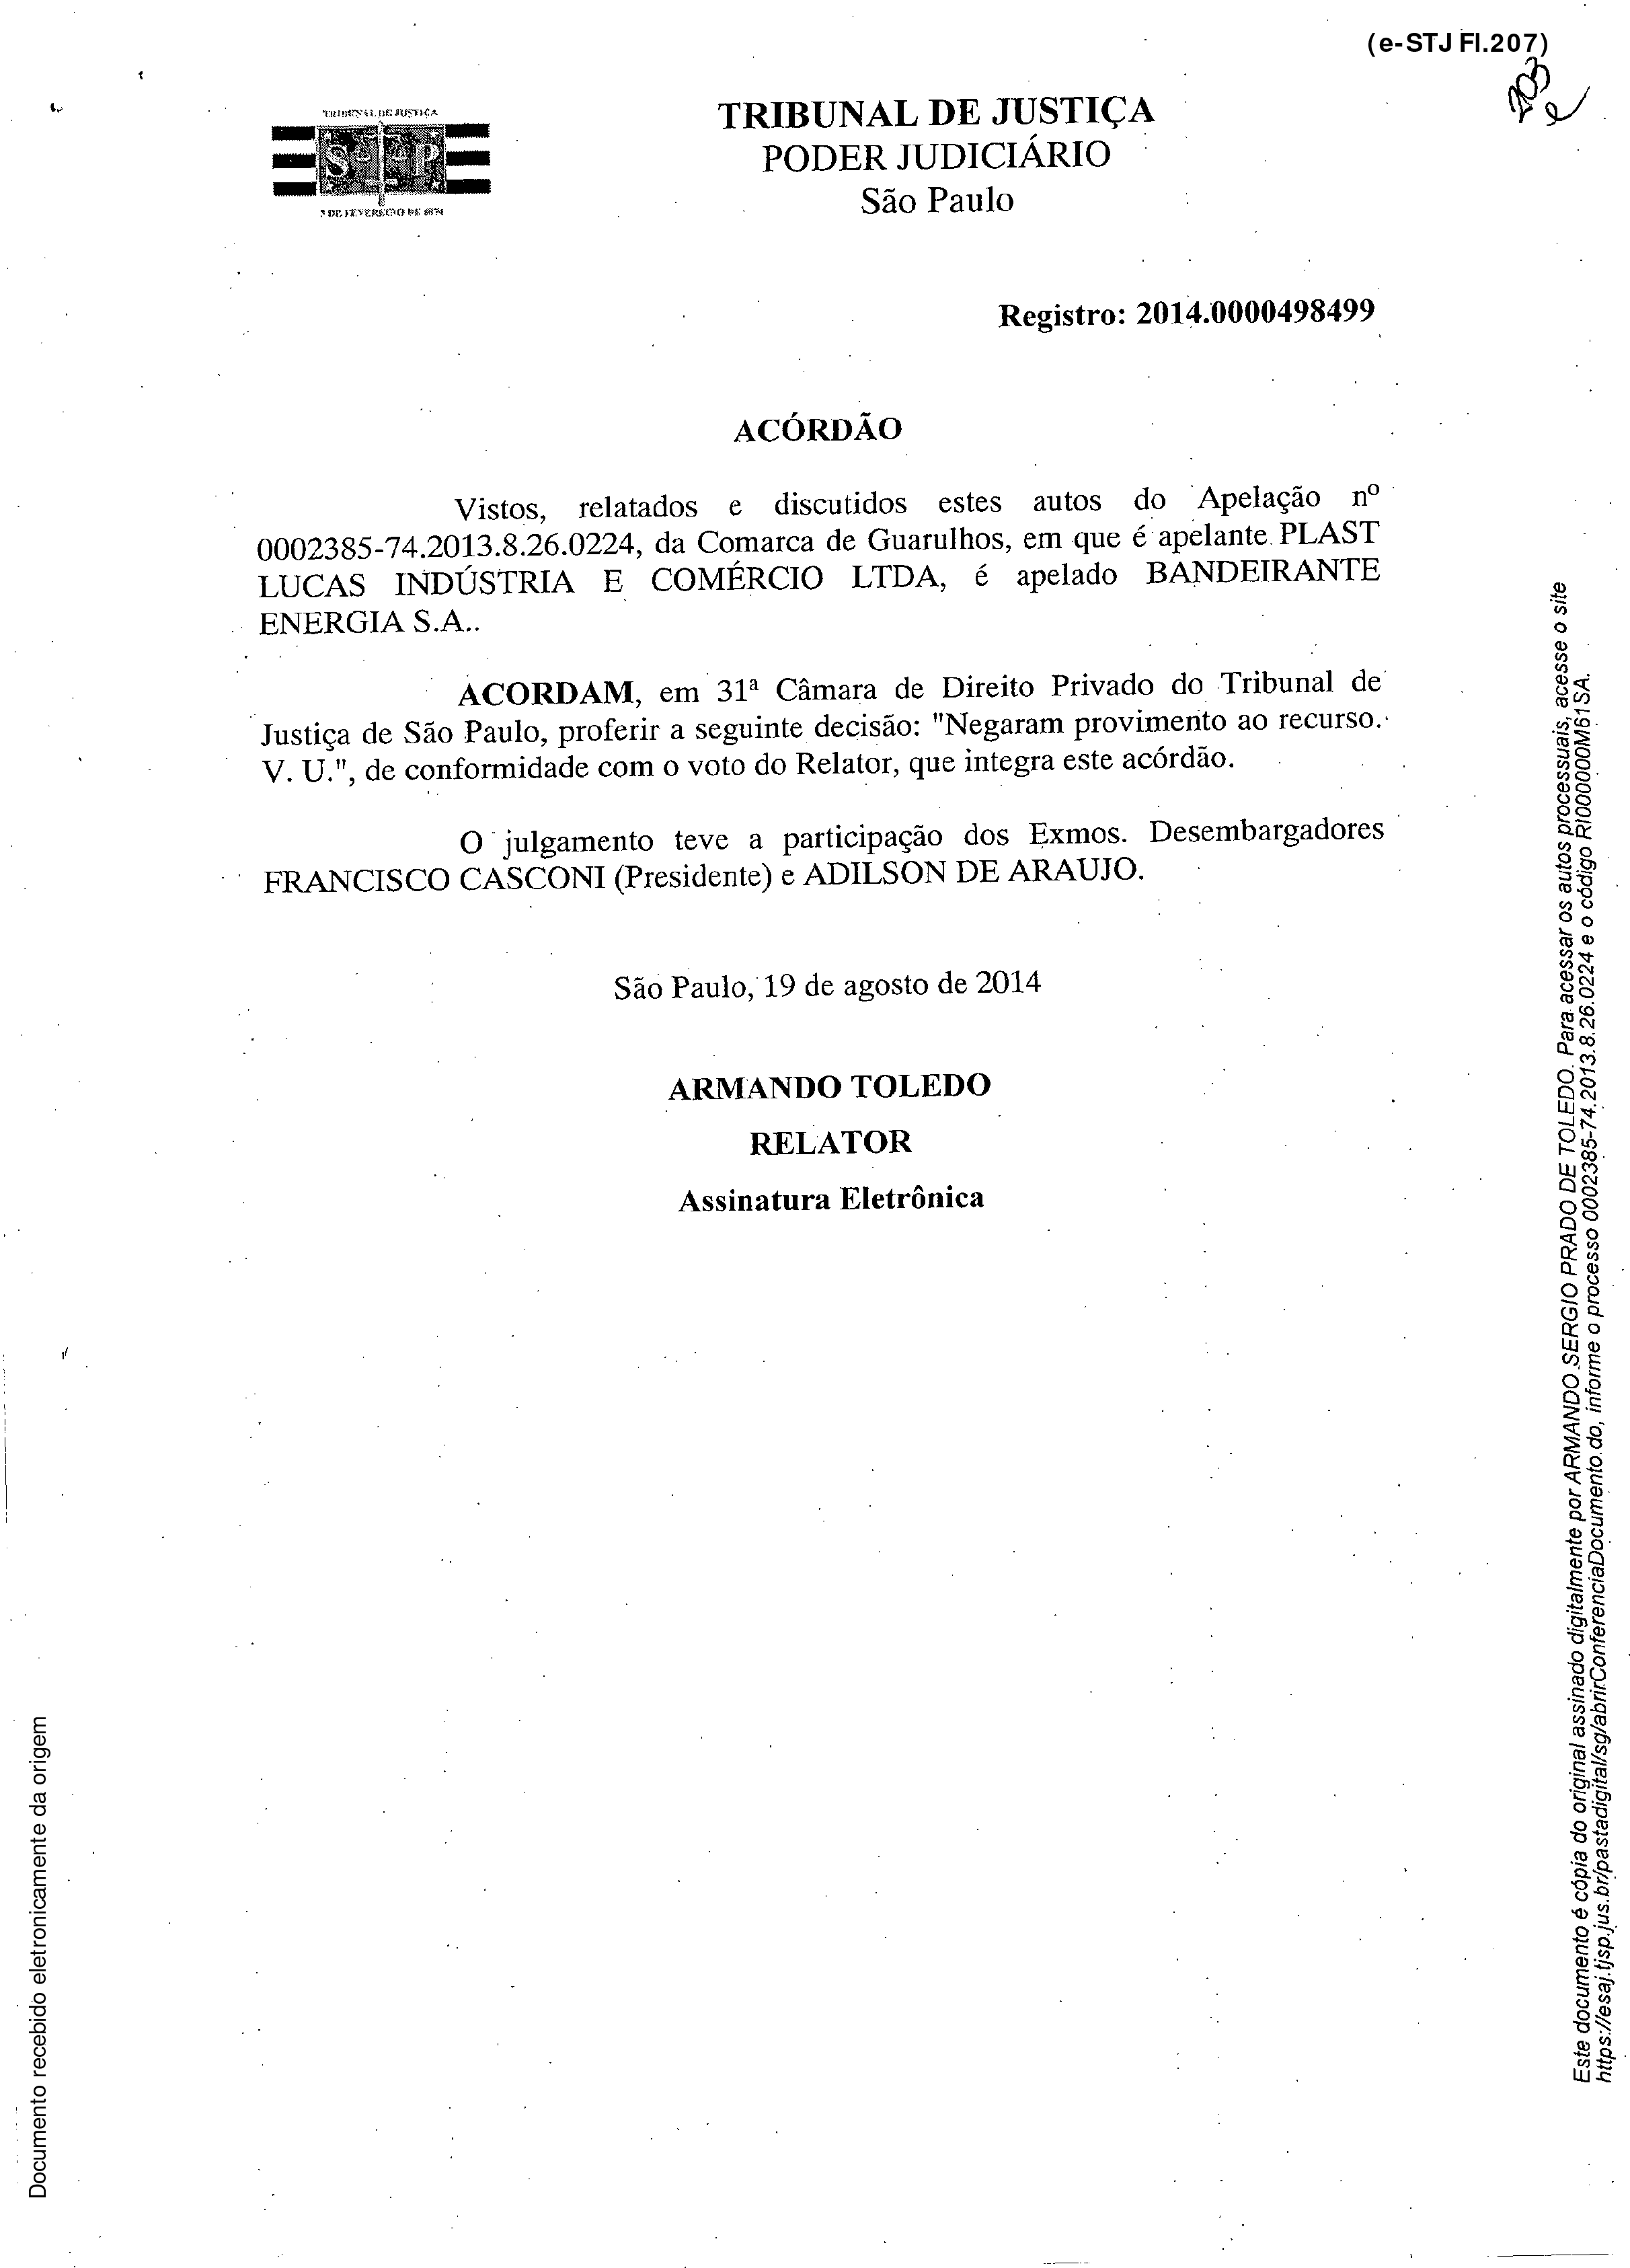 (e-STJ Fl.207)
TRIBUNAL DE JUSTIÇA
S P
TRIBUNAL DE JUSTIÇA
PODER JUDICIÁRIO
São Paulo
Registro: 2014.0000498499
ACÓRDÃO
Vistos, relatados e discutidos estes autos do Apelação nº
0002385-74.2013.8.26.0224, da Comarca de Guarulhos, em que é apelante PLAST
LUCAS INDÚSTRIA E COMÉRCIO LTDA, é apelado BANDEIRANTE
ENERGIA S.A..
ACORDAM, em 31ª Câmara de Direito Privado do Tribunal de
Justiça de São Paulo, proferir a seguinte decisão: "Negaram provimento ao recurso.
V. U.", de conformidade com o voto do Relator, que integra este acórdão.
O julgamento teve a participação dos Exmos. Desembargadores
FRANCISCO CASCONI (Presidente) e ADILSON DE ARAUJO.
São Paulo, 19 de agosto de 2014
ARMANDO TOLEDO
RELATOR
Assinatura Eletrônica
Documento recebido eletronicamente da origem
Este documento é cópia do original assinado digitalmente por ARMANDO SERGIO PRADO DE TOLEDO. Para acessar os autos processuais, acesse o site
https://esaj.tjsp.jus.br/pastadigital/sg/abrirConferenciaDocumento.do, informe o processo 0002385-74.2013.8.26.0224 e o código RI00000M61SA.